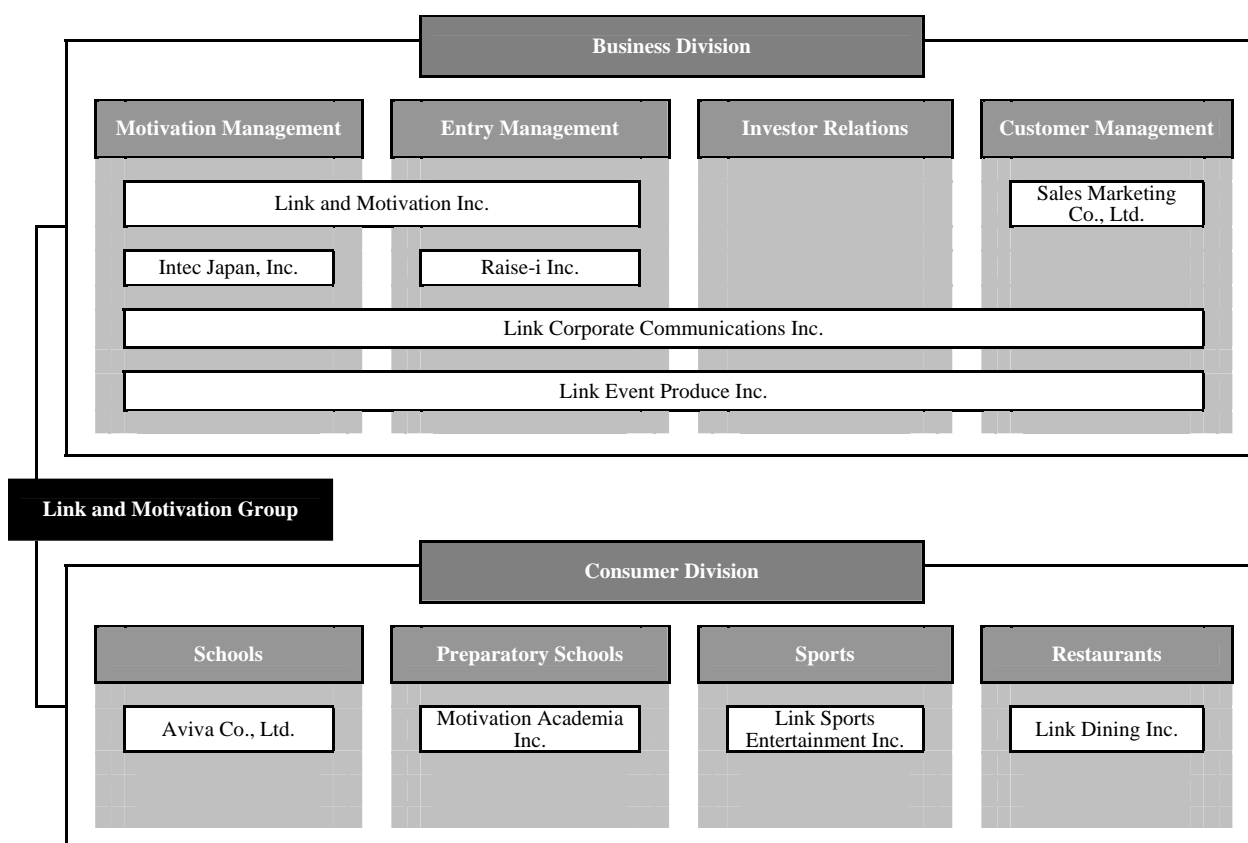 Business Division
Motivation Management
Entry Management
Investor Relations
Customer Management
Link and Motivation Inc.
Sales Marketing
Co., Ltd.
Intec Japan, Inc.
Raise-i Inc.
Link Corporate Communications Inc.
Link Event Produce Inc.
Link and Motivation Group
Consumer Division
Schools
Preparatory Schools
Sports
Restaurants
Aviva Co., Ltd.
Motivation Academia
Inc.
Link Sports
Entertainment Inc.
Link Dining Inc.